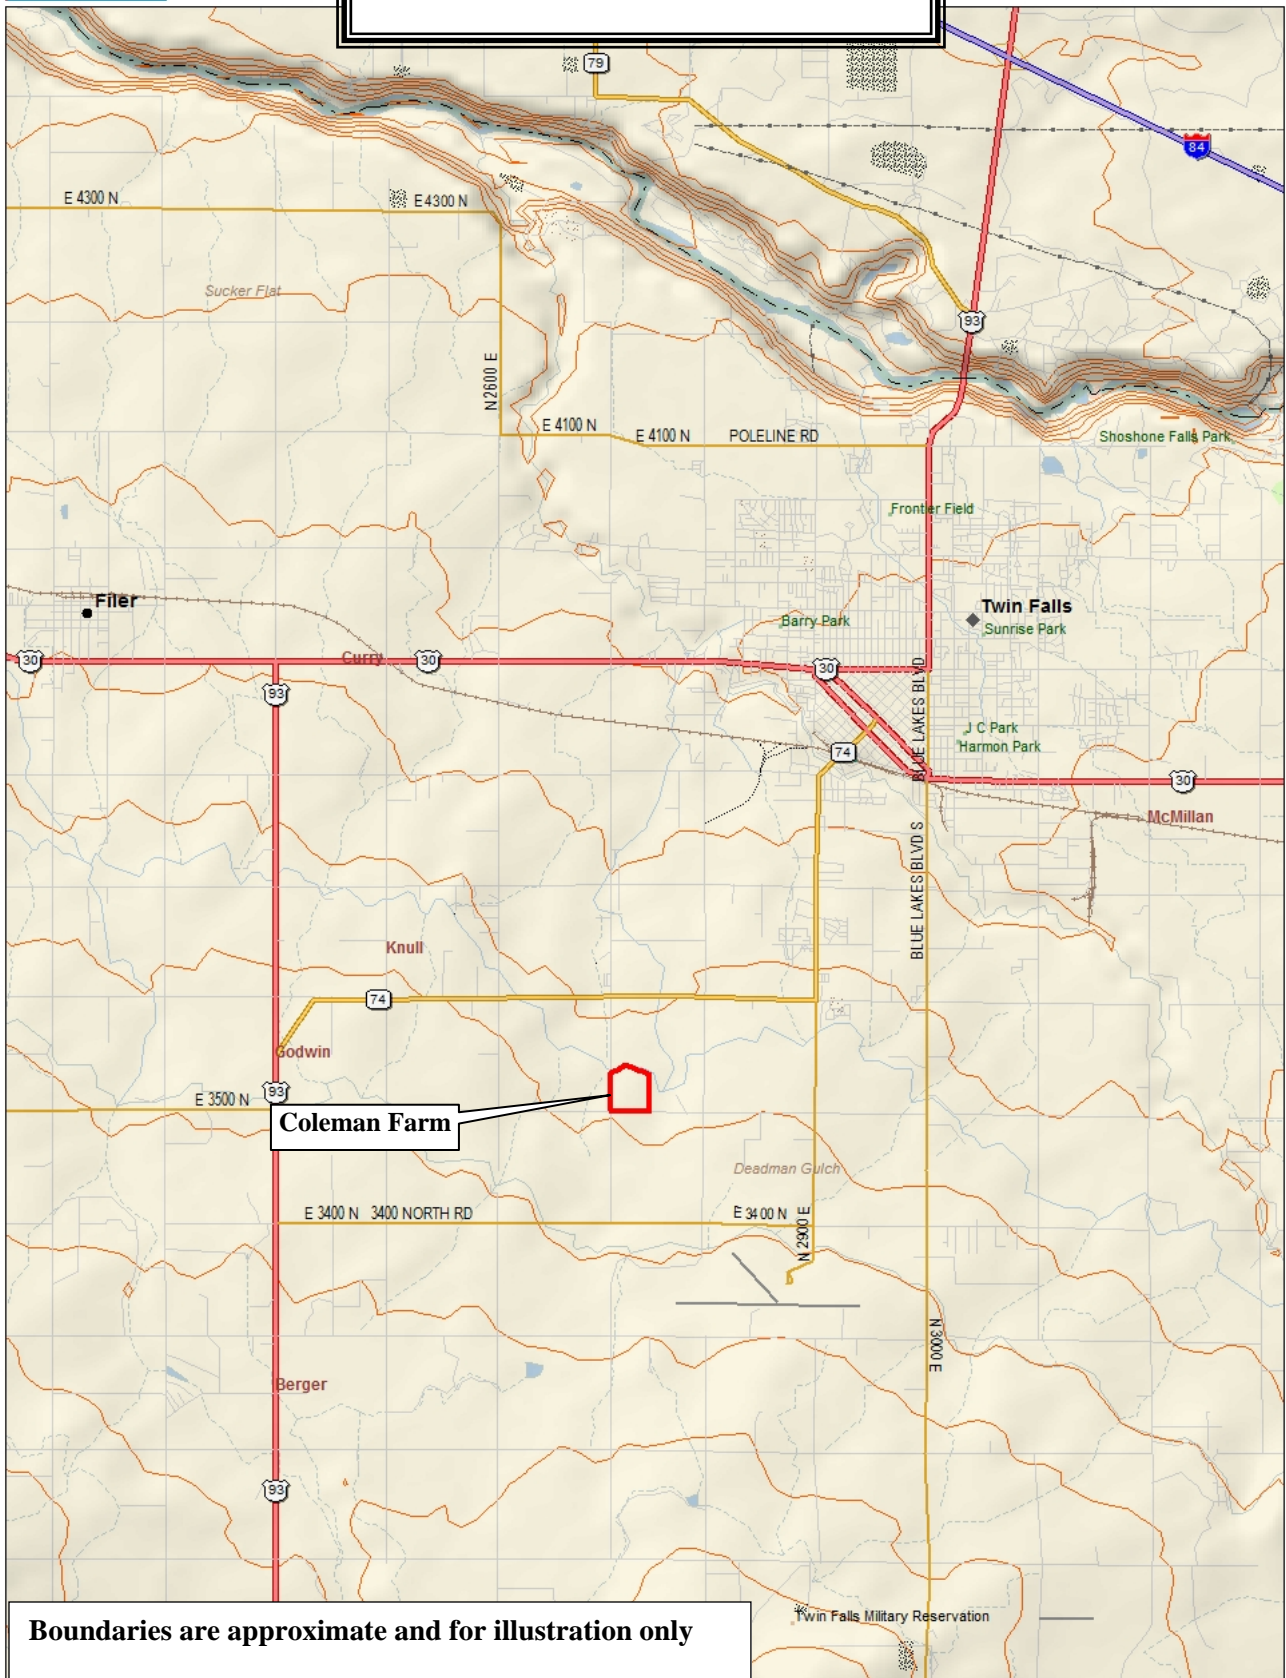 79
84
E 4300 N
E 4300 N
Sucker Flat
93
N2600 E
E 4100 N
E 4100 N
POLELINE RD
Shoshone Falls Park
Frontier Field
Filer
Twin Falls
Barry Park
Sunrise Park
30
Curry
30
30
93
BLUE LAKES BLVD
J C Park
Harmon Park
74
30
McMillan
BLUE LAKES BLVD S
Knull
74
Godwin
93
E 3500 N
Coleman Farm
Deadman Gulch
E 3400 N
3400 NORTH RD
E 3400 N
N 2900 E
N 3000 E
Berger
93
Twin Falls Military Reservation
Boundaries are approximate and for illustration only